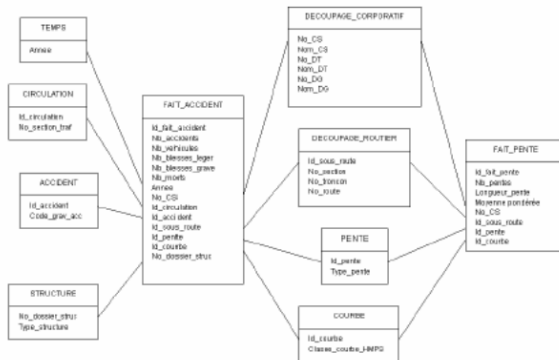 TEMPS
Annee
CIRCULATION
Id_circulation
No_section_traf
ACCIDENT
Id_accident
Code_grav_acc
STRUCTURE
No_dossier_struc
Type_structure
FAIT_ACCIDENT
Id_fait_accident
Nb_accidents
Nb_vehicules
Nb_blesses_leger
Nb_blesses_grave
Nb_morts
Annee
No_CS
Id_circulation
Id_accident
Id_sous_route
Id_pente
Id_courbe
No_dossier_struc
DECOUPAGE_CORPORATIF
No_CS
Nom_CS
No_DT
Nom_DT
No_DG
Nom_DG
DECOUPAGE_ROUTIER
Id_sous_route
No_section
No_troncon
No_route
PENTE
Id_pente
Type_pente
COURBE
Id_courbe
Classe_courbe_HMPS
FAIT_PENTE
Id_fait_pente
Nb_pentes
Longueur_pente
Moyenne pondérée
No_CS
Id_sous_route
Id_pente
Id_courbe